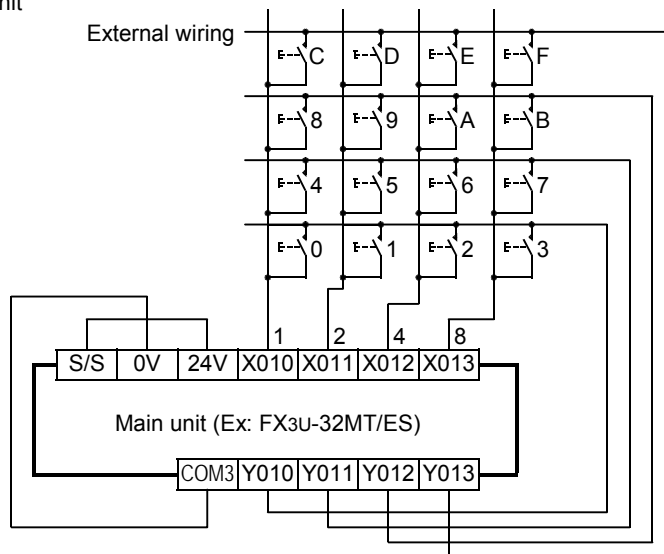 nit
External wiring
C D E F
8 9 A B
4 5 6 7
0 1 2 3
1 2 4 8
S/S 0V 24V X010 X011 X012 X013
Main unit (Ex: FX3U-32MT/ES)
COM3 Y010 Y011 Y012 Y013